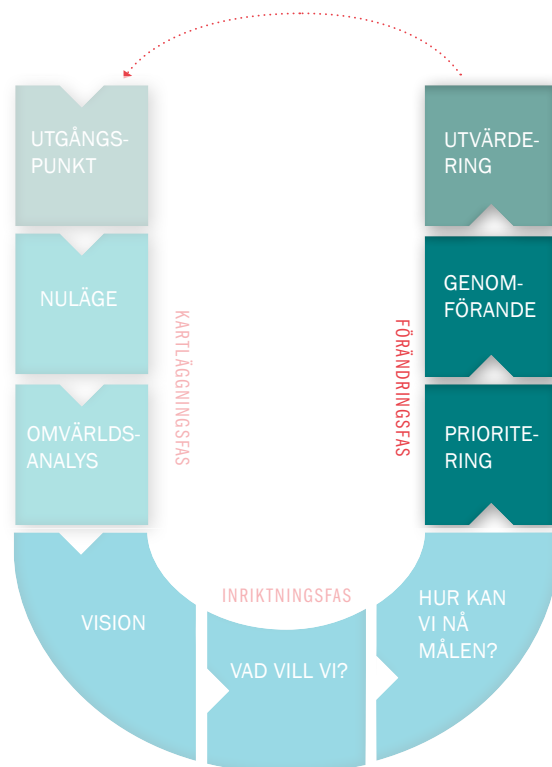 UTGÅNGS-
PUNKT
NULÄGE
OMVÄRLDS-
ANALYS
KARTLÄGGNINGSFAS
VISION
INRIKTNINGSFAS
VAD VILL VI?
HUR KAN
VI NÅ
MÅLEN?
FÖRÄNDRINGSFAS
PRIORITE-
RING
GENOM-
FÖRANDE
UTVÄRDE-
RING